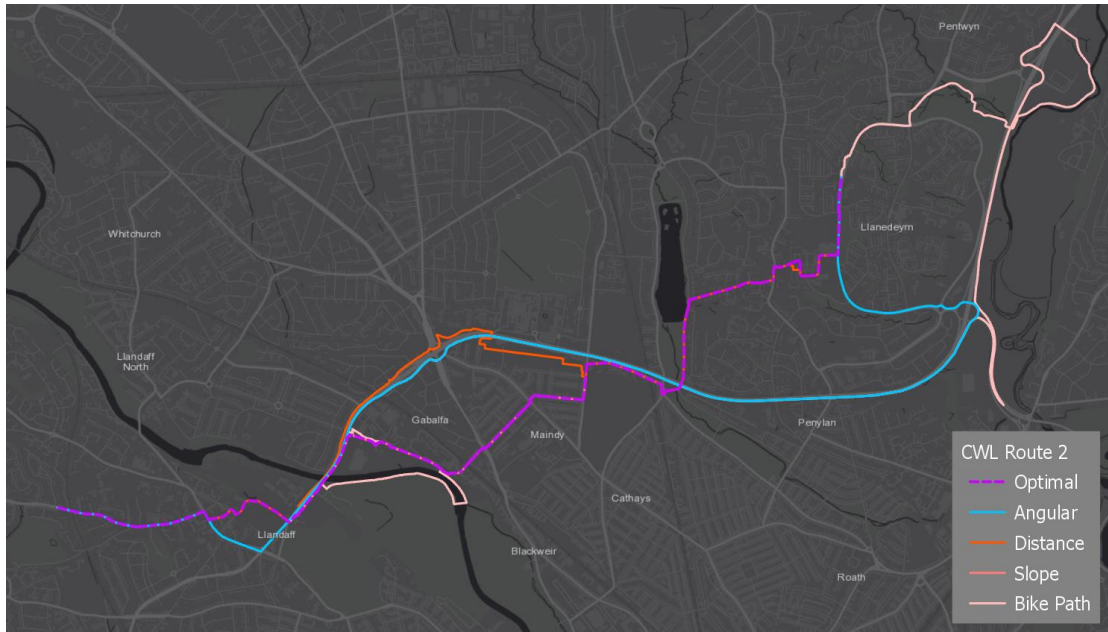 Pentwyn
Llanedeyrn
Whitchurch
Llandaff
North
Gabalfa
Maindy
Penylan
Cathays
Llandaff
Blackweir
Roath
CWL Route 2
Optimal
Angular
Distance
Slope
Bike Path